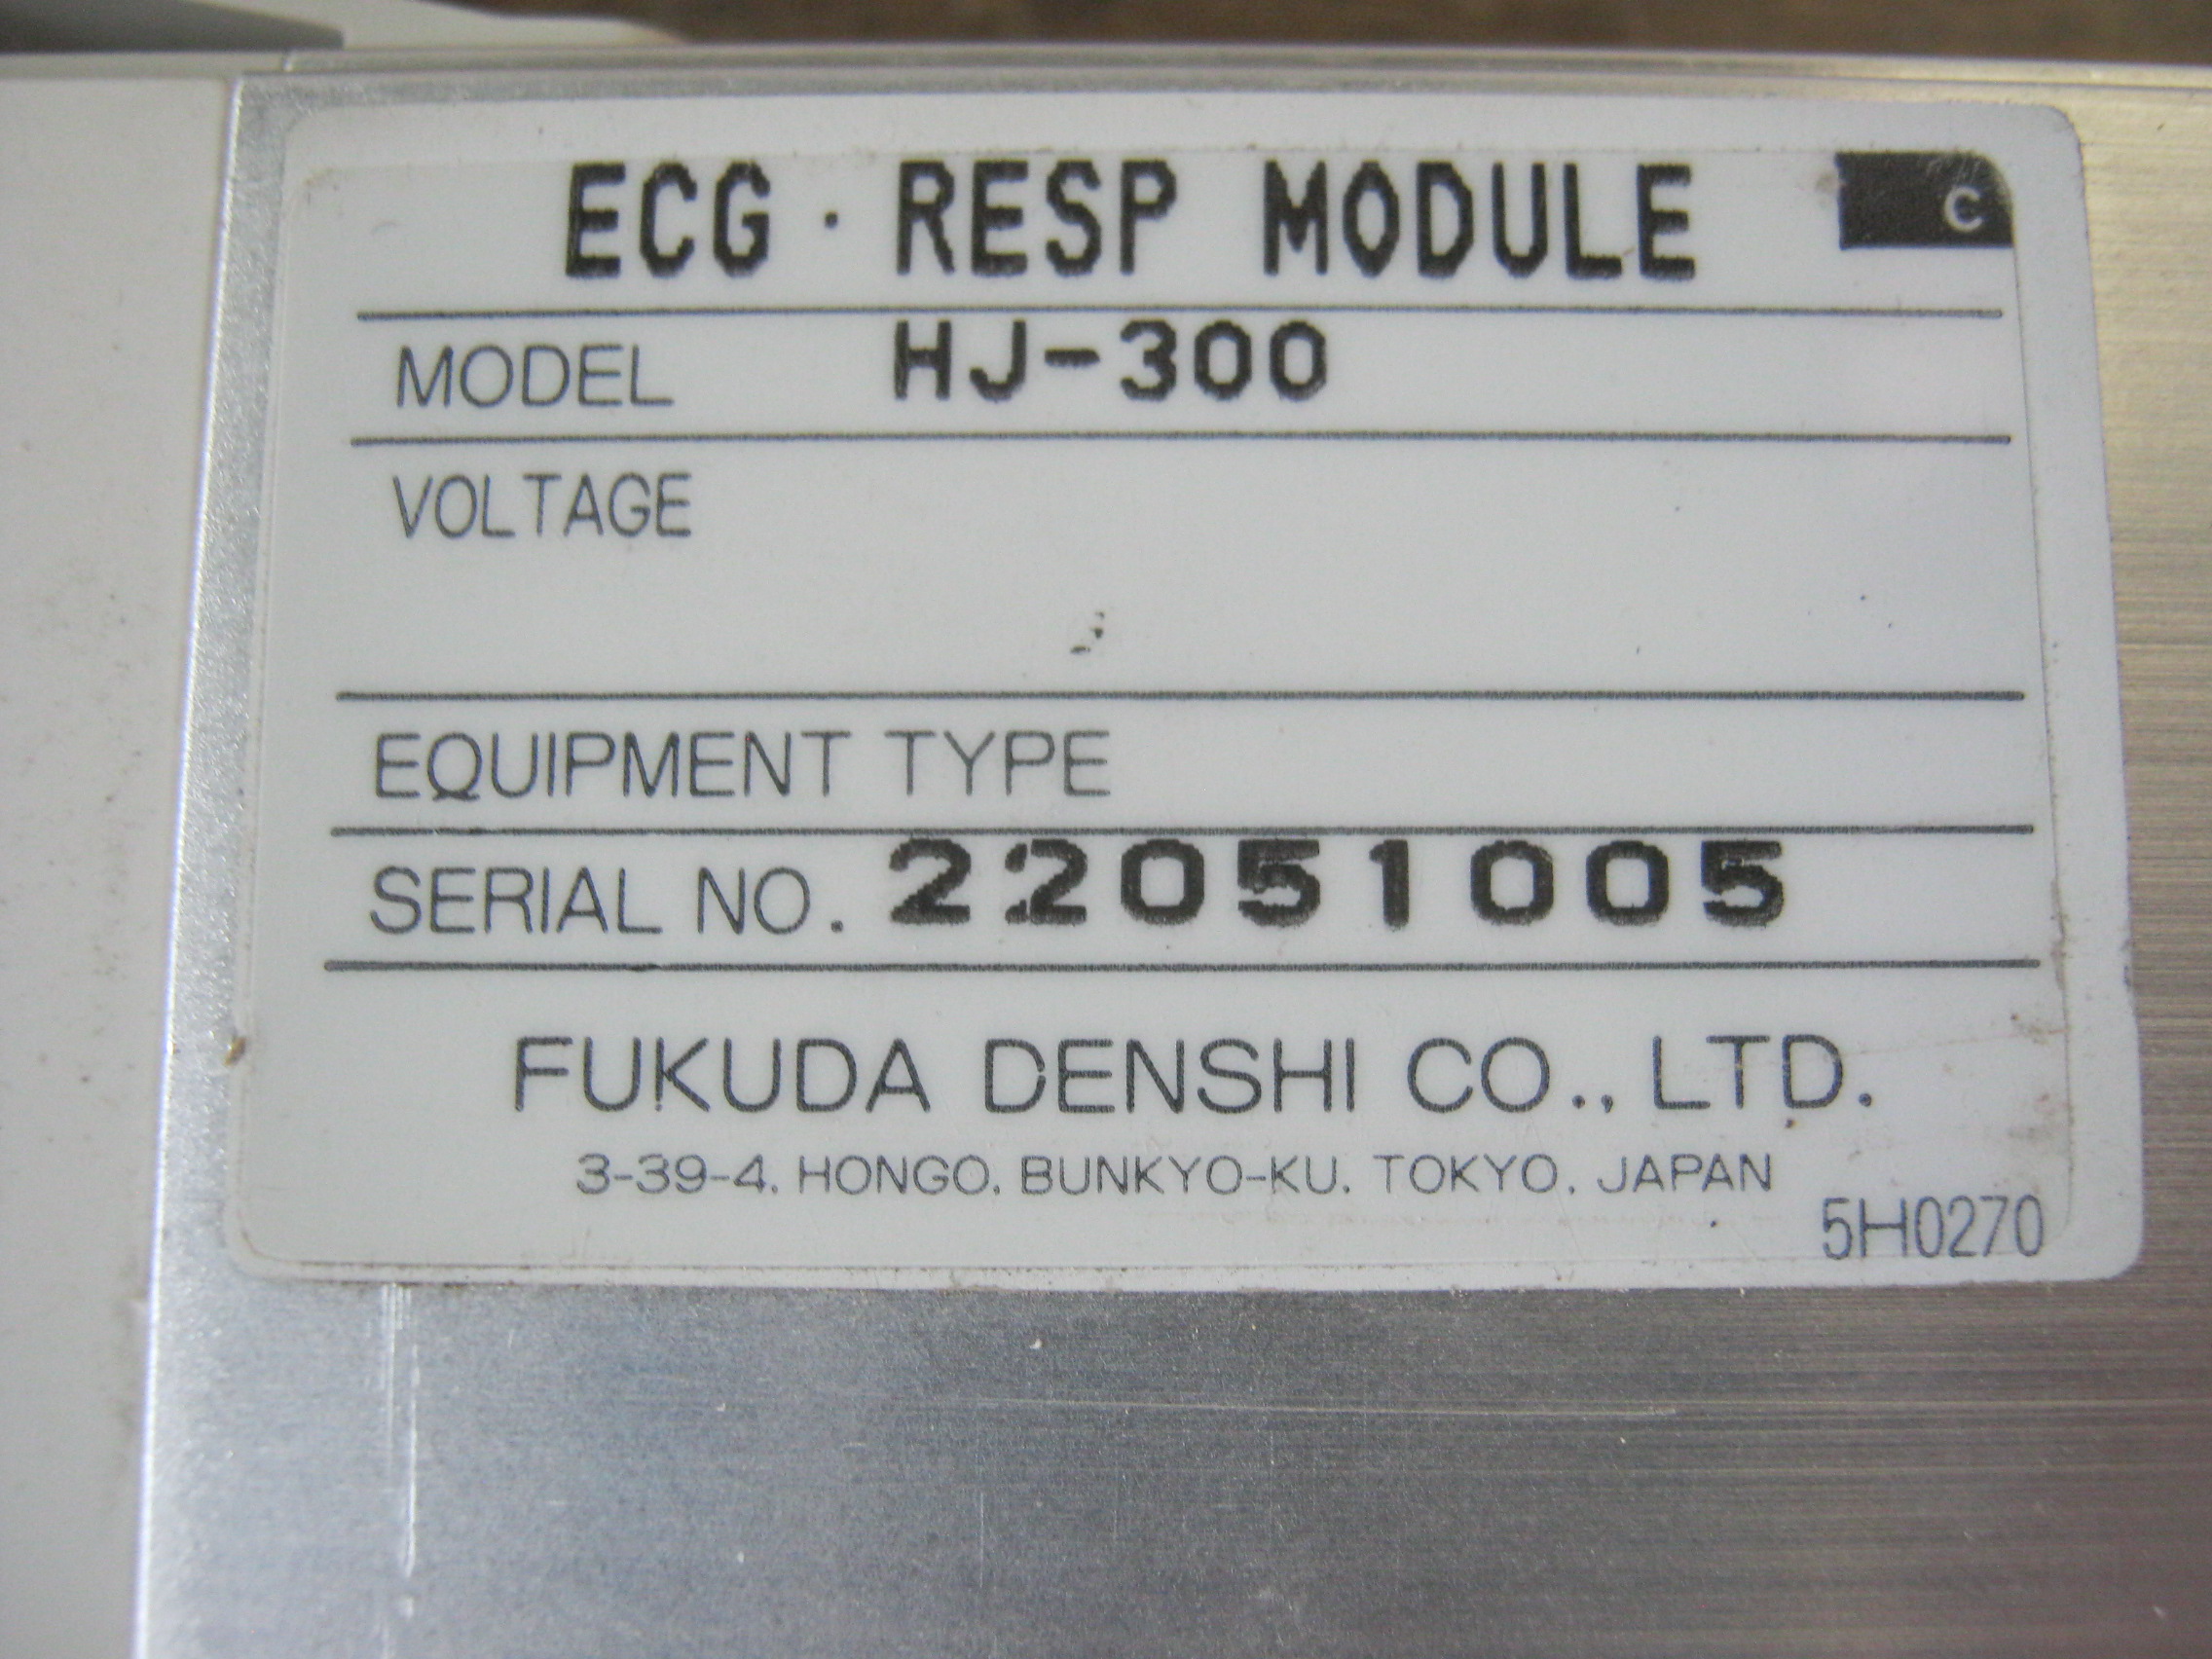 ECG · RESP MODULE C
MODEL HJ-300
VOLTAGE
EQUIPMENT TYPE
SERIAL NO. 22051005
FUKUDA DENSHI CO., LTD.
3-39-4, HONGO, BUNKYO-KU, TOKYO, JAPAN
5H0270